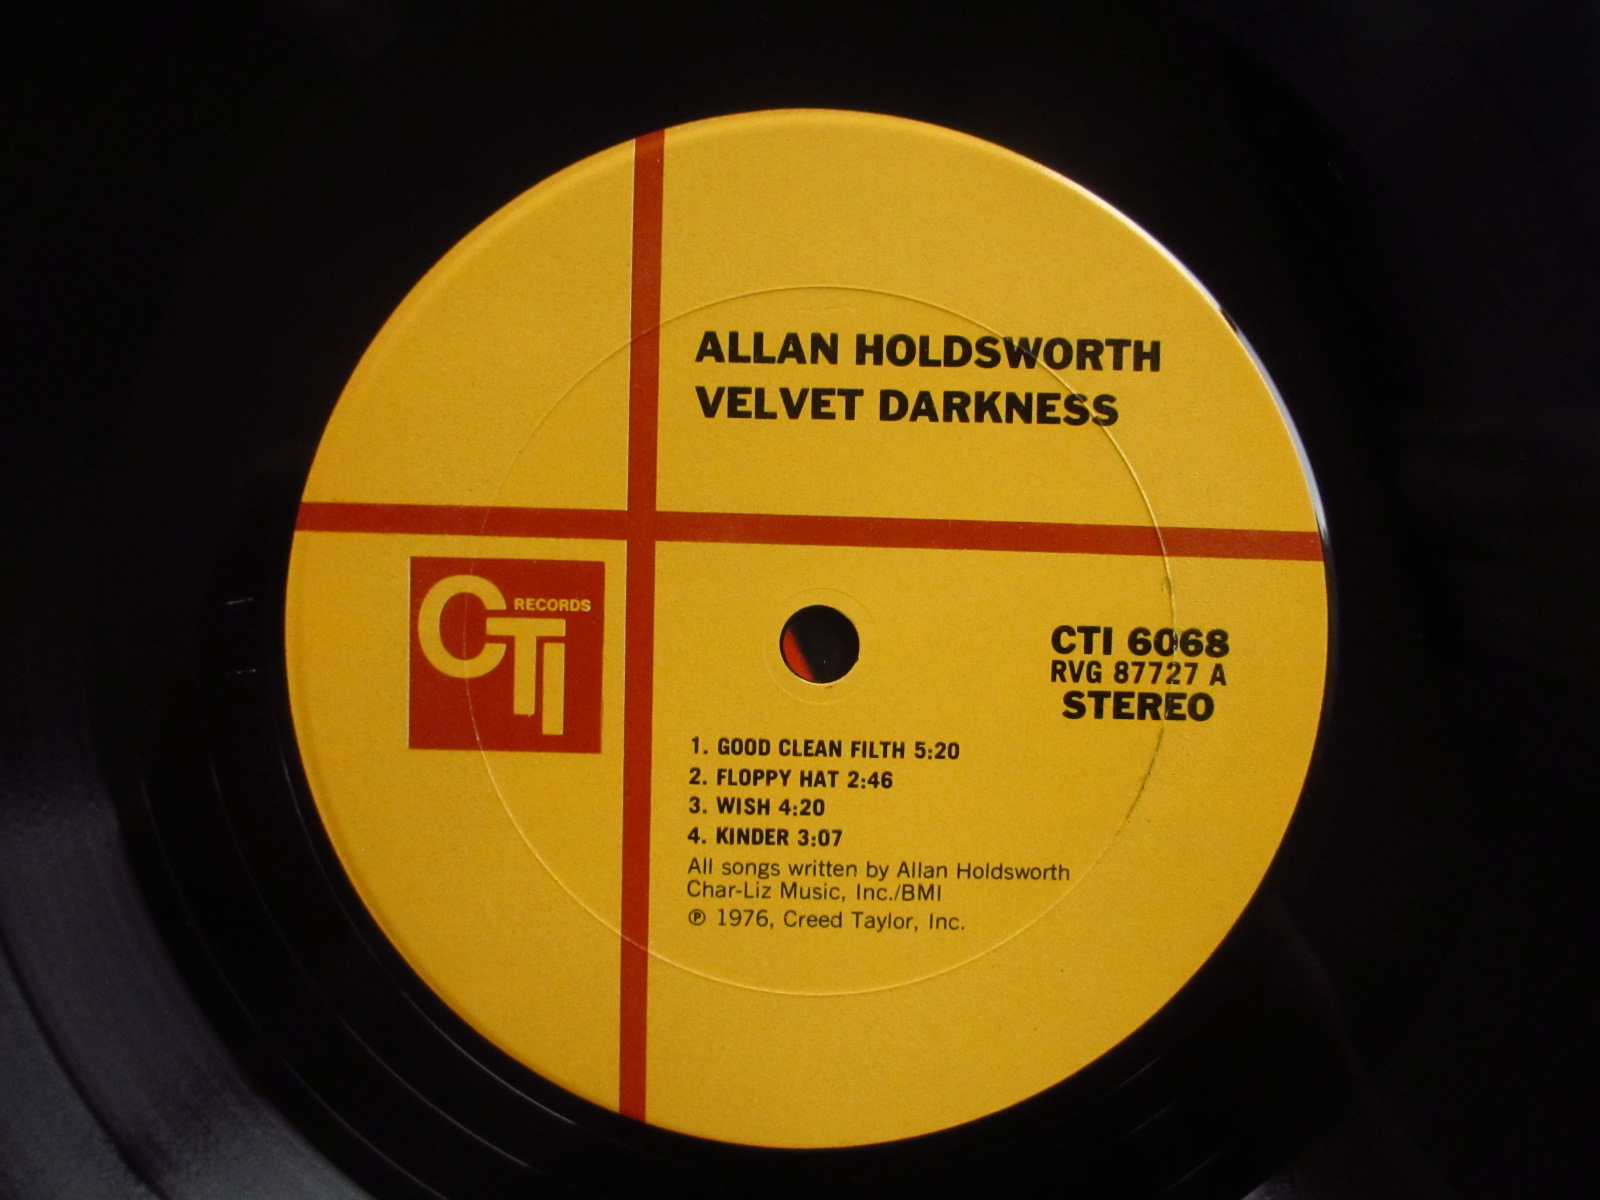 ALLAN HOLDSWORTH
VELVET DARKNESS
CTI RECORDS
CTI 6068
RVG 87727 A
STEREO
1. GOOD CLEAN FILTH 5:20
2. FLOPPY HAT 2:46
3. WISH 4:20
4. KINDER 3:07
All songs written by Allan Holdsworth
Char-Liz Music, Inc./BMI
℗ 1976, Creed Taylor, Inc.